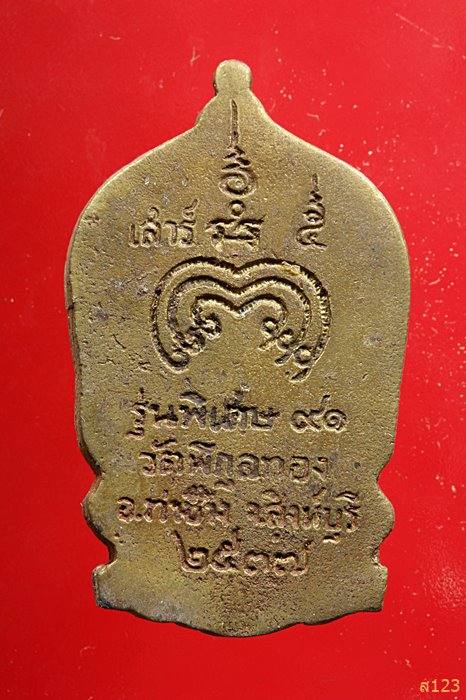 เสาร์ ๕
รุ่นพิเศษ ๙๑
วัดพิกุลทอง
อ.ท่าช้าง จ.สิงห์บุรี
๒๕๓๗
ส123